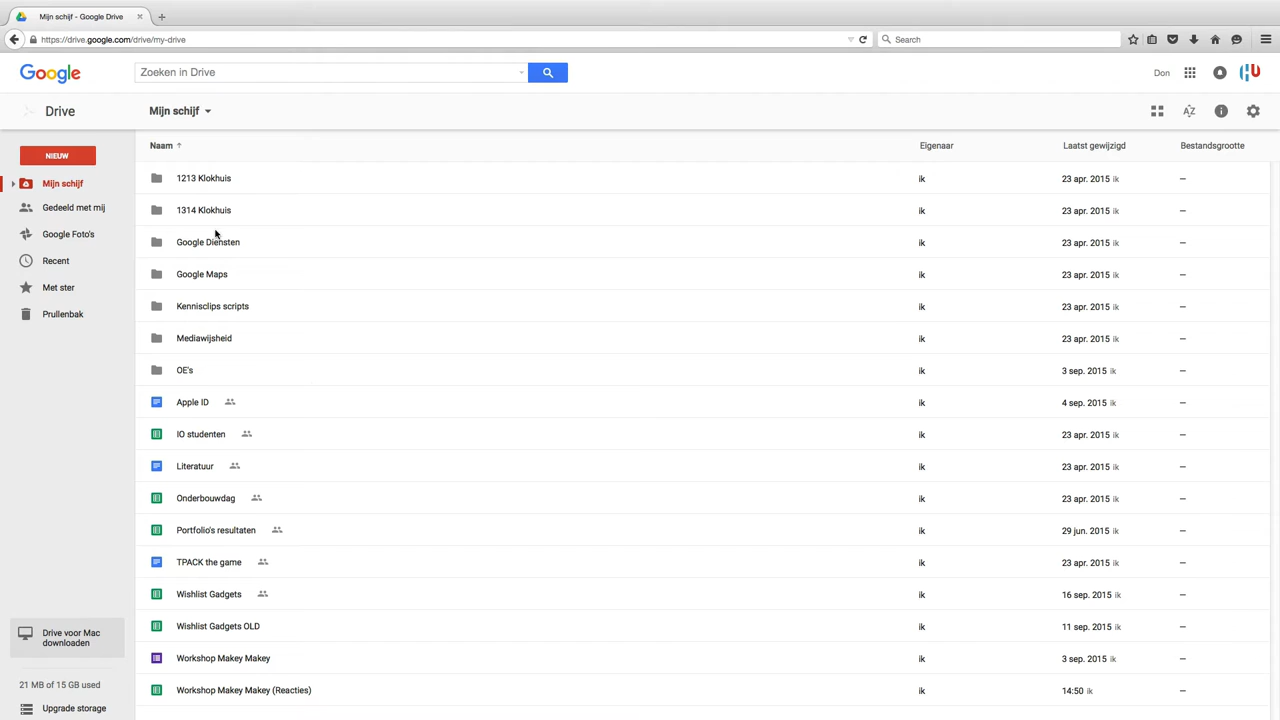 Mijn schijf - Google Drive
https://drive.google.com/drive/my-drive
Search
Google
Zoeken in Drive
Don
Drive
Mijn schijf
AZ
NIEUW
Mijn schijf
Gedeeld met mij
Google Foto's
Recent
Met ster
Prullenbak
Drive voor Mac
downloaden
21 MB of 15 GB used
Upgrade storage
Naam Eigenaar Laatst gewijzigd Bestandsgrootte
1213 Klokhuis ik 23 apr. 2015 ik –
1314 Klokhuis ik 23 apr. 2015 ik –
Google Diensten ik 23 apr. 2015 ik –
Google Maps ik 23 apr. 2015 ik –
Kennisclips scripts ik 23 apr. 2015 ik –
Mediawijsheid ik 23 apr. 2015 ik –
OE's ik 3 sep. 2015 ik –
Apple ID ik 4 sep. 2015 ik –
IO studenten ik 23 apr. 2015 ik –
Literatuur ik 23 apr. 2015 ik –
Onderbouwdag ik 23 apr. 2015 ik –
Portfolio's resultaten ik 29 jun. 2015 ik –
TPACK the game ik 23 apr. 2015 ik –
Wishlist Gadgets ik 16 sep. 2015 ik –
Wishlist Gadgets OLD ik 11 sep. 2015 ik –
Workshop Makey Makey ik 3 sep. 2015 ik –
Workshop Makey Makey (Reacties) ik 14:50 ik –